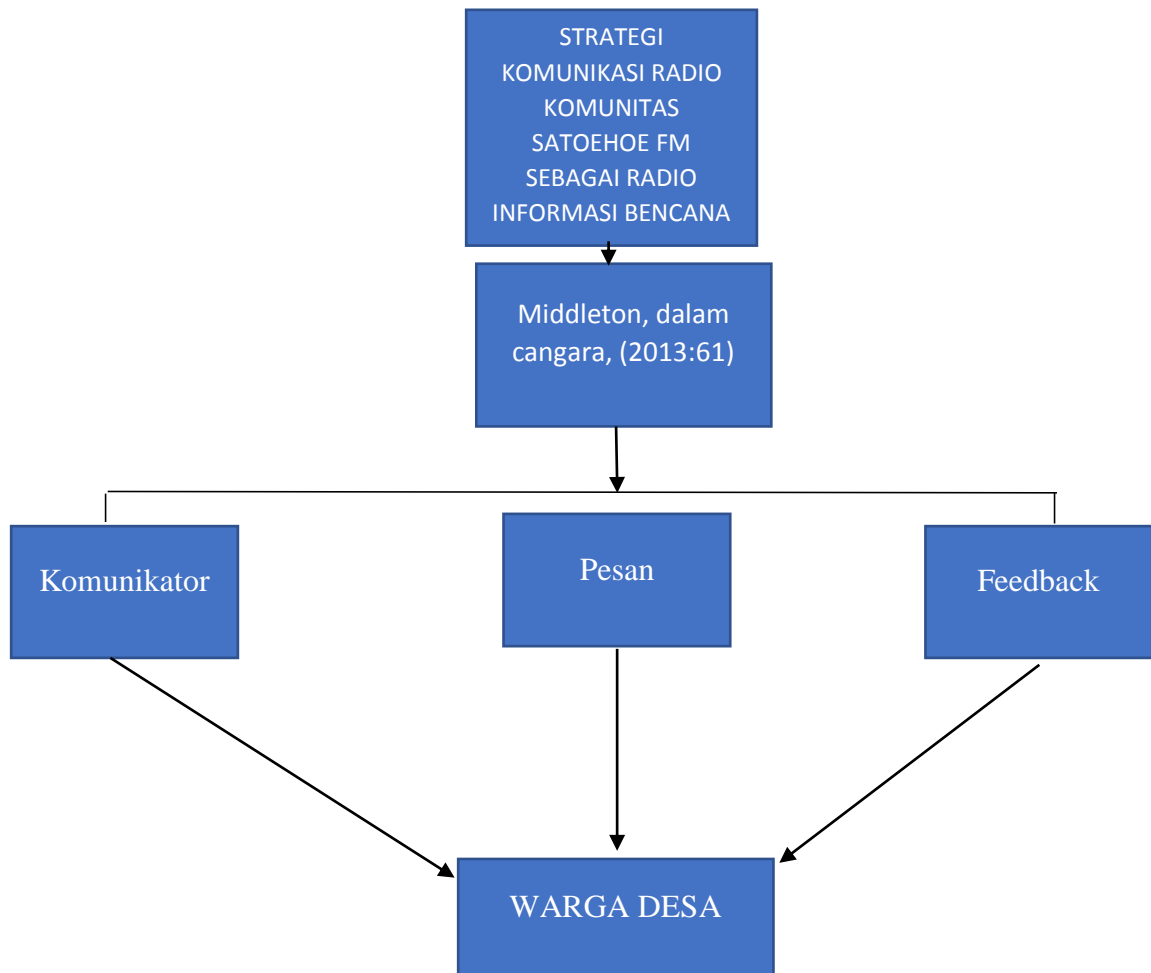 STRATEGI
KOMUNIKASI RADIO
KOMUNITAS
SATOEHOE FM
SEBAGAI RADIO
INFORMASI BENCANA
Middleton, dalam
cangara, (2013:61)
Komunikator
Pesan
Feedback
WARGA DESA